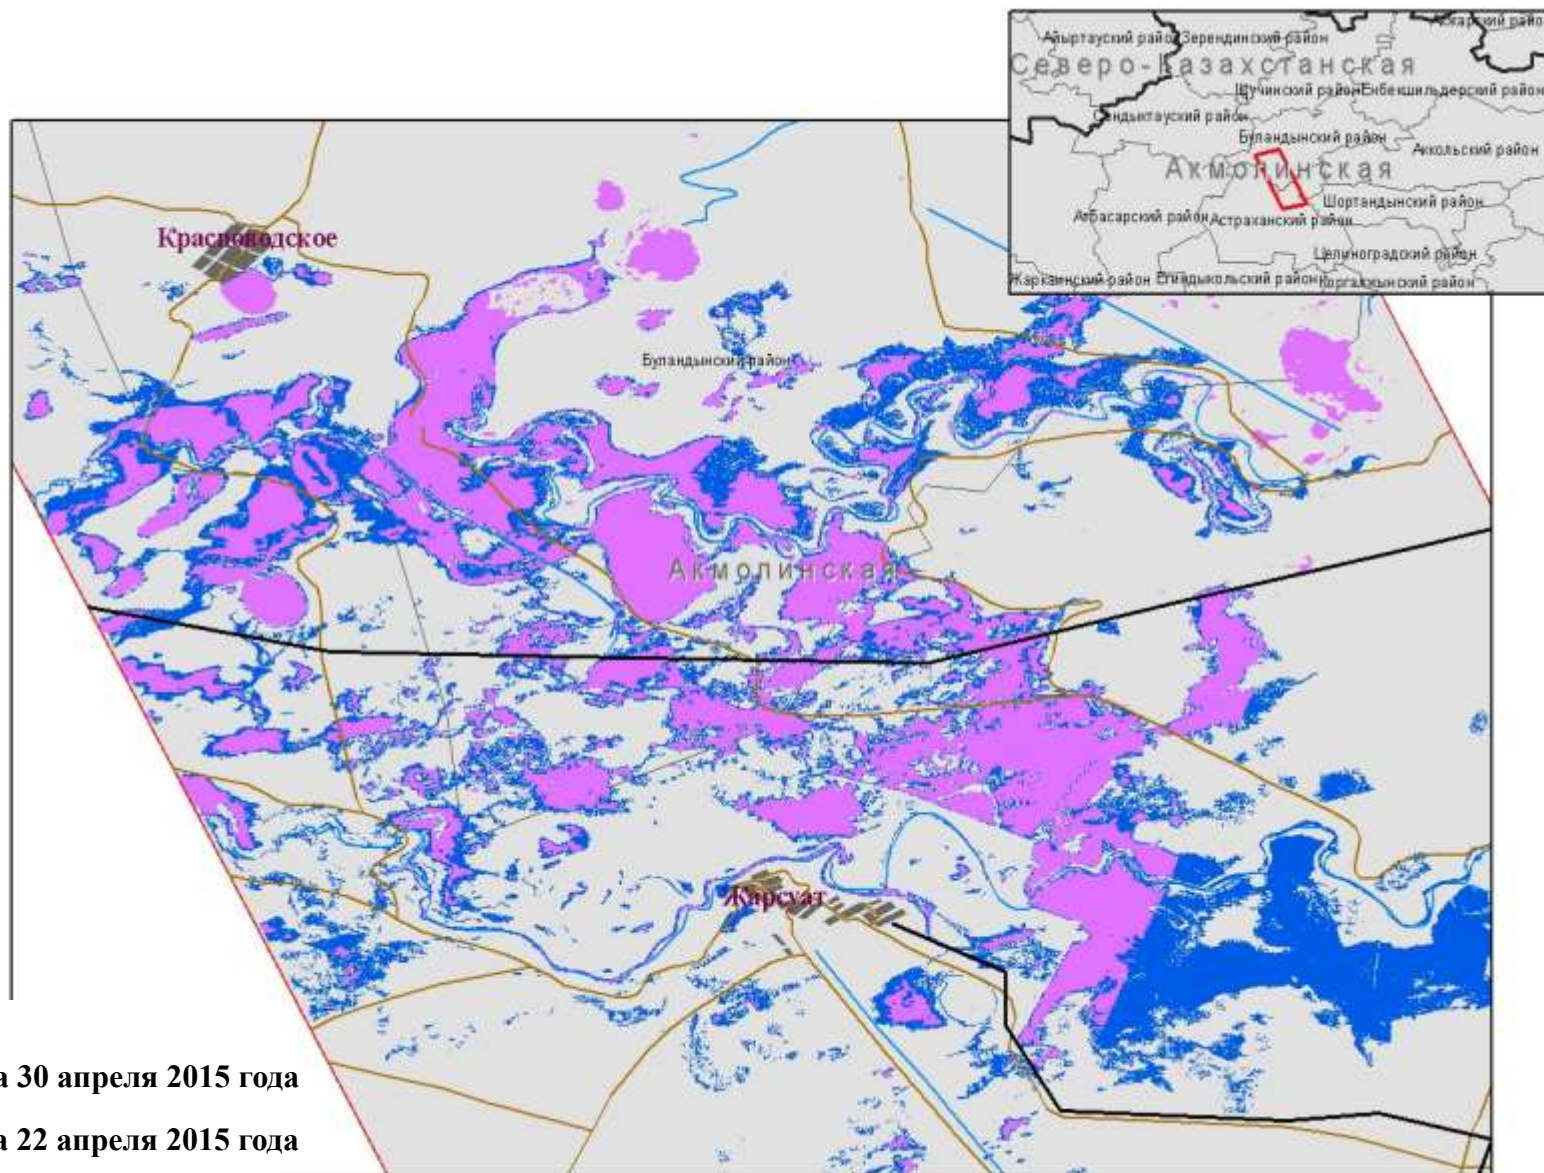 Айыртауский район
Зерендинский район
Северо-Казахстанская
Щучинский район
Енбекшильдерский район
Сандыктауский район
Буландынский район
Аккольский район
Акмолинская
Шортандынский район
Атбасарский район
Астраханский район
Целиноградский район
Жаркаинский район
Егиндыкольский район
Коргалжынский район
Красноводское
Буландынский район
Акмолинская
Жарсуат
а 30 апреля 2015 года
а 22 апреля 2015 года